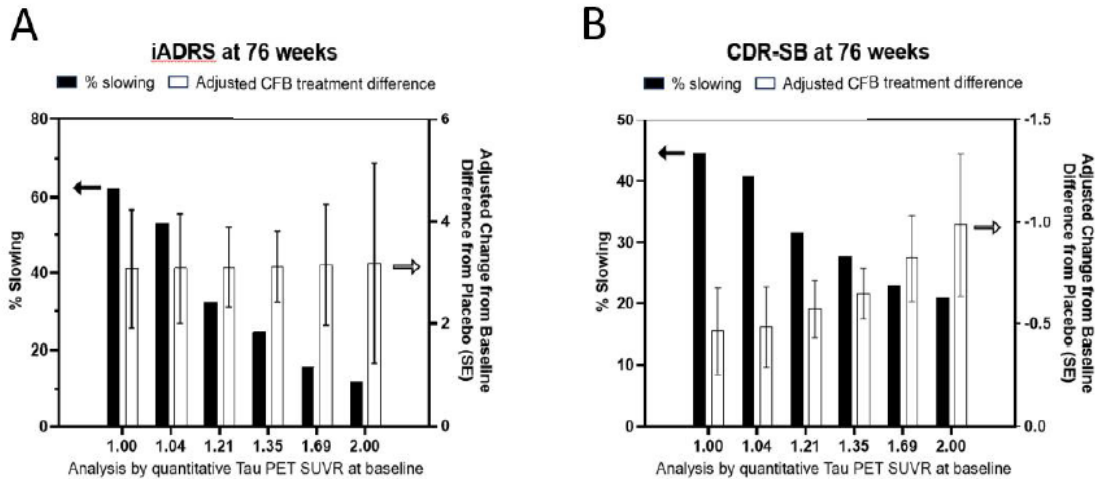 A
iADRS at 76 weeks
% slowing Adjusted CFB treatment difference
80
60
40
20
0
% Slowing
6
4
2
0
Adjusted Change from Baseline
Difference from Placebo (SE)
1.00 1.04 1.21 1.35 1.69 2.00
Analysis by quantitative Tau PET SUVR at baseline
B
CDR-SB at 76 weeks
% slowing Adjusted CFB treatment difference
50
40
30
20
10
0
% Slowing
-1.5
-1.0
-0.5
0.0
Adjusted Change from Baseline
Difference from Placebo (SE)
1.00 1.04 1.21 1.35 1.69 2.00
Analysis by quantitative Tau PET SUVR at baseline